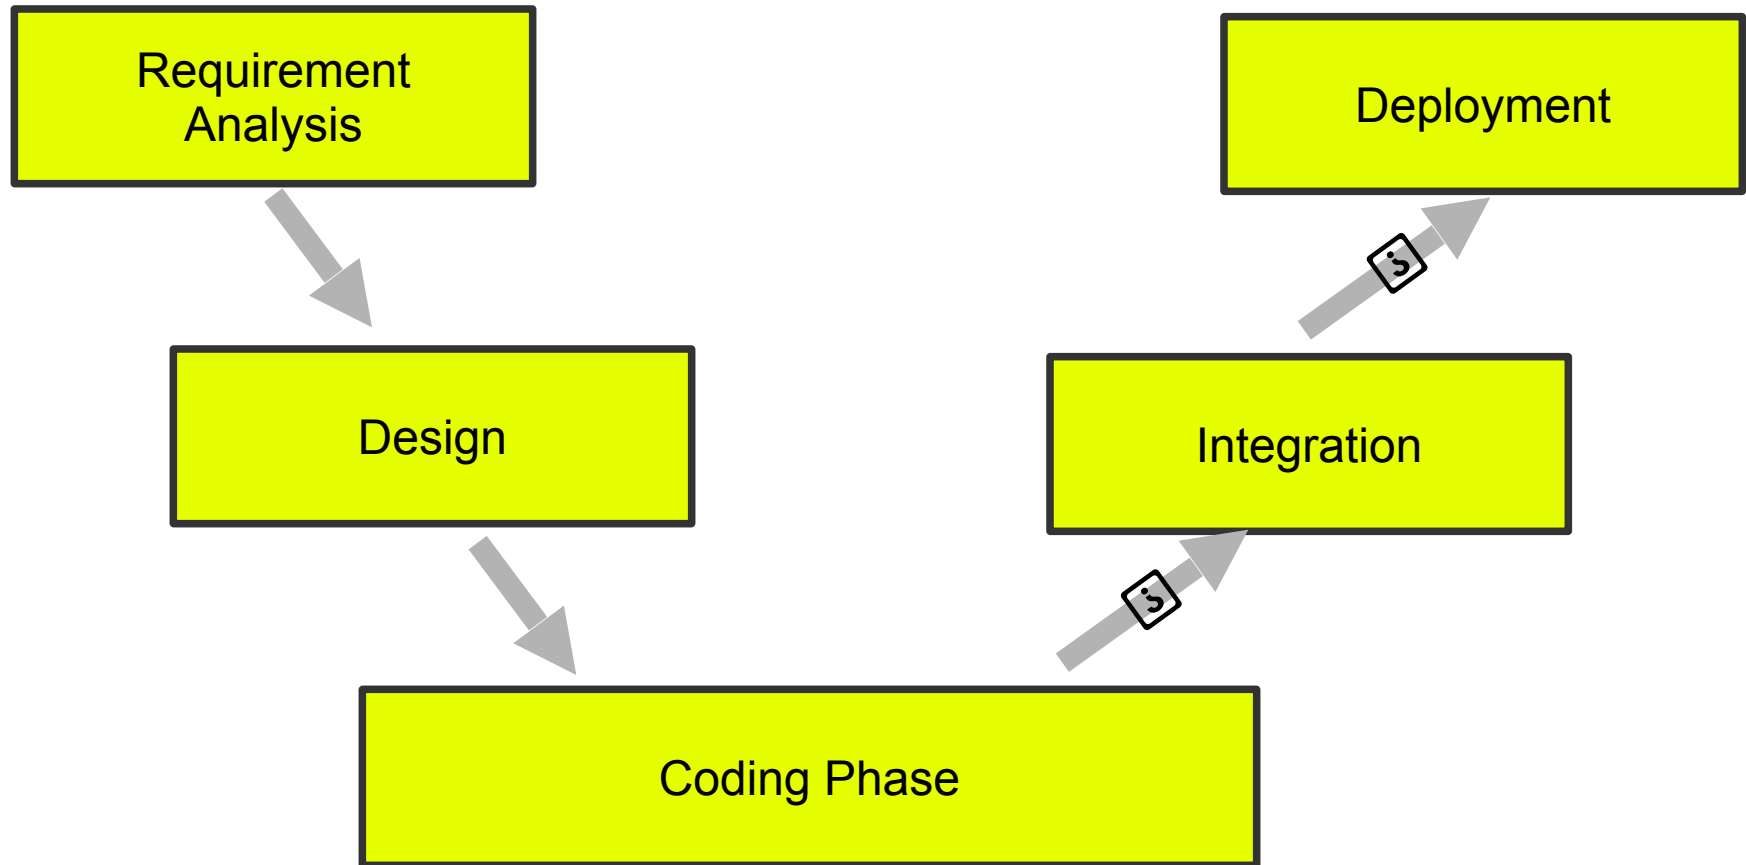 Requirement
Analysis
Deployment
Design
Integration
Coding Phase